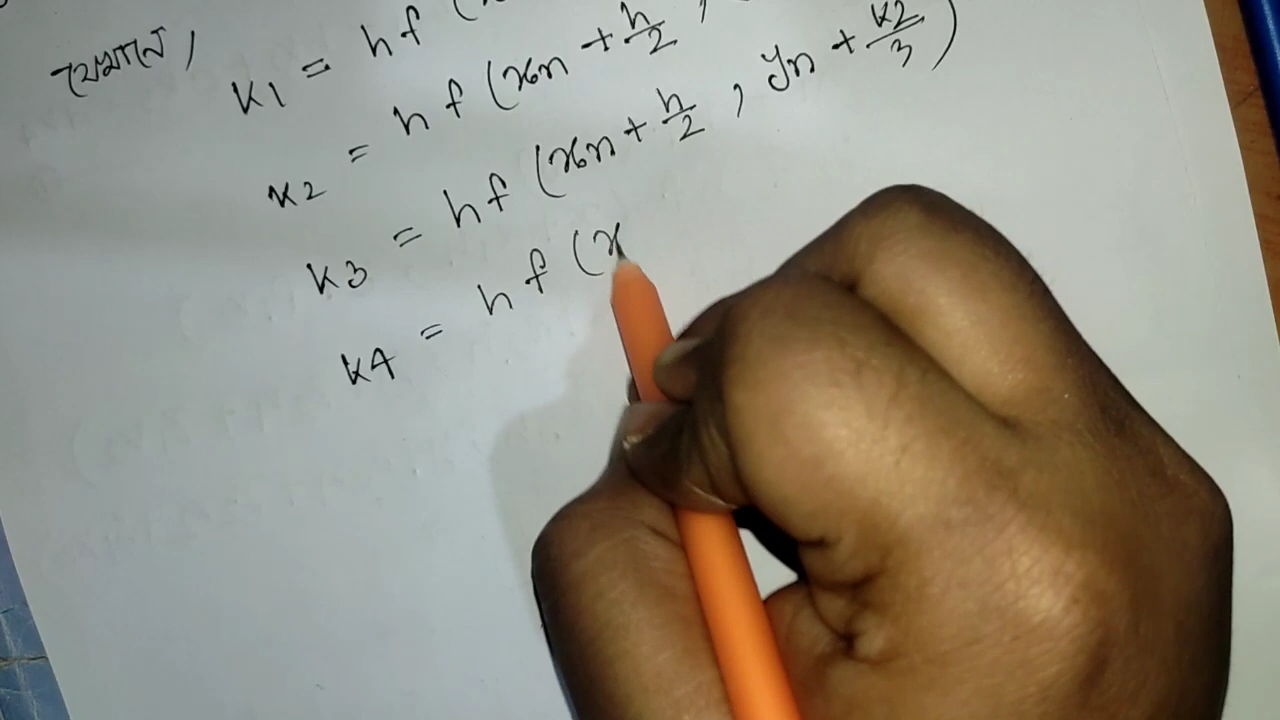 যেখানে, K1 = hf (
K2 = hf (xn + h/2 ,
K3 = hf (xn + h/2 , yn + K2/3 )
K4 = hf (x